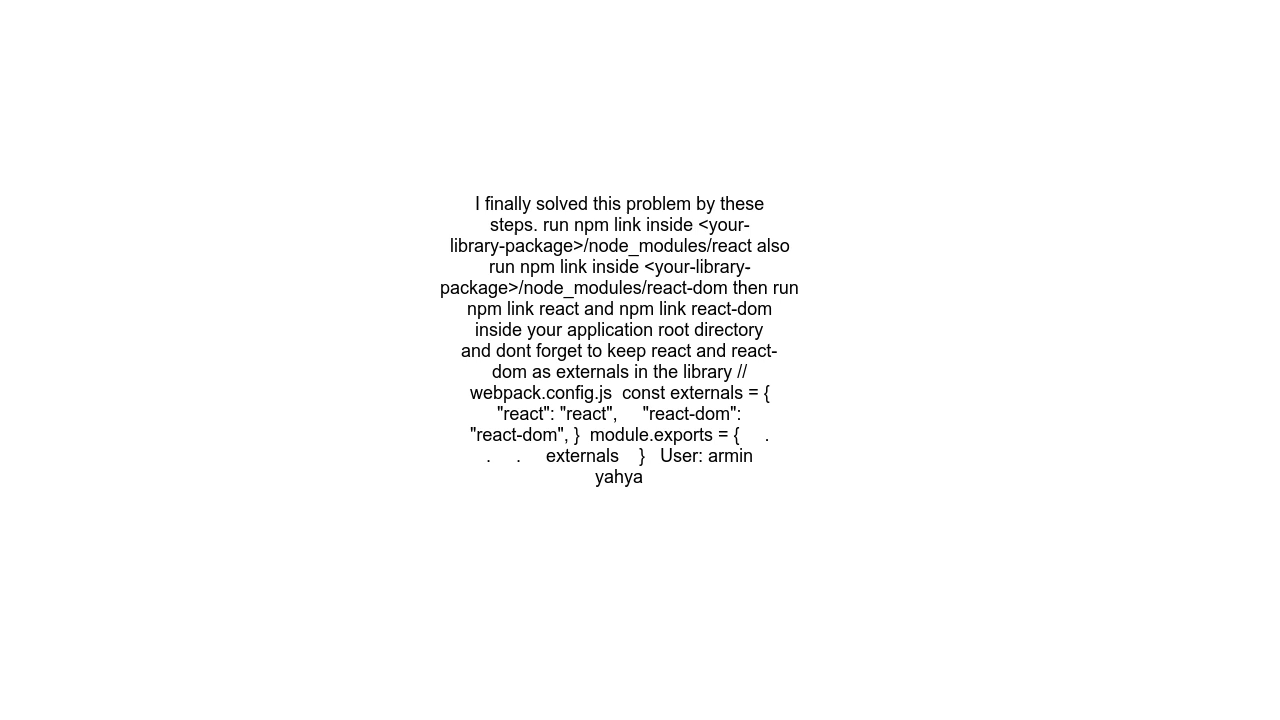 I finally solved this problem by these
steps. run npm link inside <your-
library-package>/node_modules/react also
run npm link inside <your-library-
package>/node_modules/react-dom then run
npm link react and npm link react-dom
inside your application root directory
and dont forget to keep react and react-
dom as externals in the library //
webpack.config.js  const externals = {
"react": "react",     "react-dom":
"react-dom", }  module.exports = {     .
.     .     externals    }   User: armin
yahya